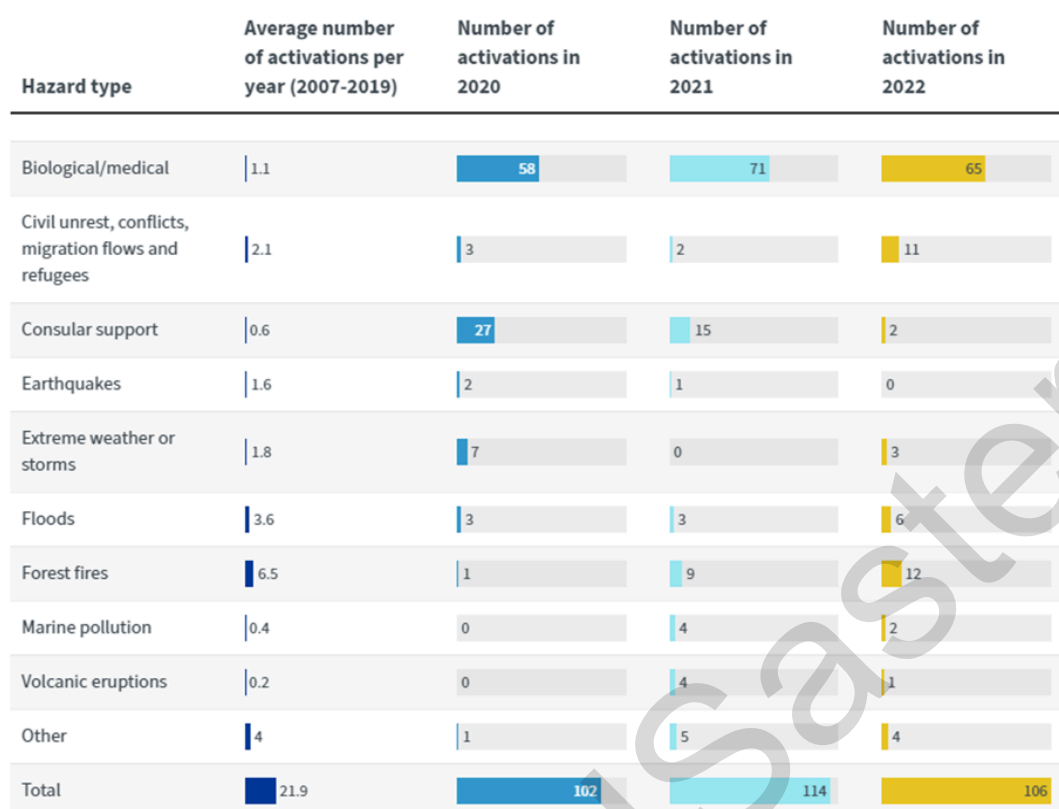 Hazard type
Average number
of activations per
year (2007-2019)
Number of
activations in
2020
Number of
activations in
2021
Number of
activations in
2022
Biological/medical 1.1 58 71 65
Civil unrest, conflicts,
migration flows and
refugees
2.1 3 2 11
Consular support 0.6 27 15 2
Earthquakes 1.6 2 1 0
Extreme weather or
storms
1.8 7 0 3
Floods 3.6 3 3 6
Forest fires 6.5 1 9 12
Marine pollution 0.4 0 4 2
Volcanic eruptions 0.2 0 4 1
Other 4 1 5 4
Total 21.9 102 114 106